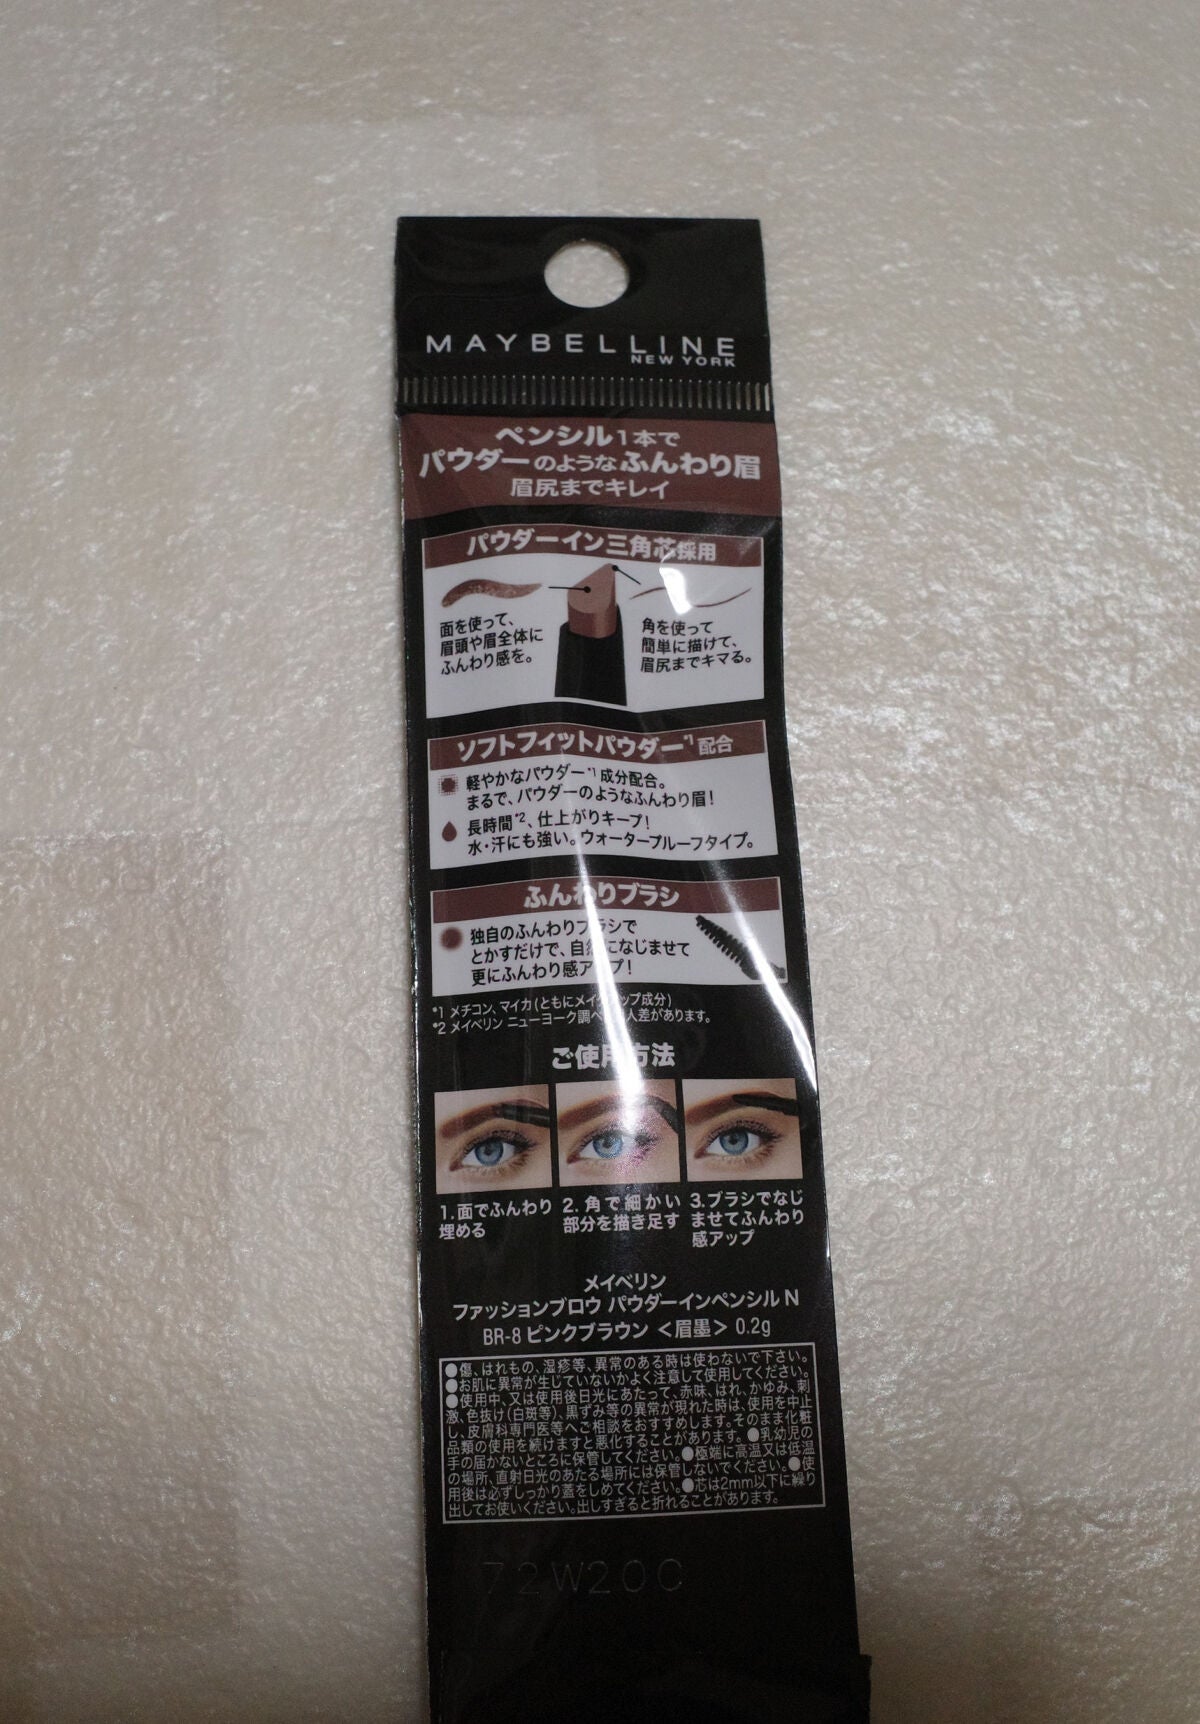 MAYBELLINE
NEW YORK
ペンシル1本で
パウダーのようなふんわり眉
眉尻までキレイ
パウダーイン三角芯採用
面を使って、
眉頭や眉全体に
ふんわり感を。
角を使って
簡単に描けて、
眉尻までキマる。
ソフトフィットパウダー*1配合
軽やかなパウダー*1成分配合。
まるで、パウダーのようなふんわり眉！
長時間*2、仕上がりキープ！
水・汗にも強い。ウォータープルーフタイプ。
ふんわりブラシ
独自のふんわりブラシで
とかすだけで、自然になじませて
更にふんわり感アップ！
*1 メチコン、マイカ(ともにメイクアップ成分)
*2 メイベリン ニューヨーク調べ 人差があります。
ご使用方法
1.面でふんわり
埋める
2.角で細かい
部分を描き足す
3.ブラシでなじ
ませてふんわり
感アップ
メイベリン
ファッションブロウ パウダーインペンシル N
BR-8 ピンクブラウン ＜眉墨＞ 0.2g
●傷、はれもの、湿疹等、異常のある時は使わないで下さい。
●お肌に異常が生じていないかよく注意して使用してください。
●使用中、又は使用後日光にあたって、赤味、はれ、かゆみ、刺
激、色抜け(白斑等)、黒ずみ等の異常が現れた時は、使用を中止
し、皮膚科専門医等へご相談をおすすめします。そのまま化粧
品類の使用を続けますと悪化することがあります。●乳幼児の
手の届かないところに保管してください。●極端に高温又は低温
の場所、直射日光のあたる場所には保管しないでください。●使
用後は必ずしっかり蓋をしめてください。●芯は2mm以下に繰り
出してお使いください。出しすぎると折れることがあります。
72W20C